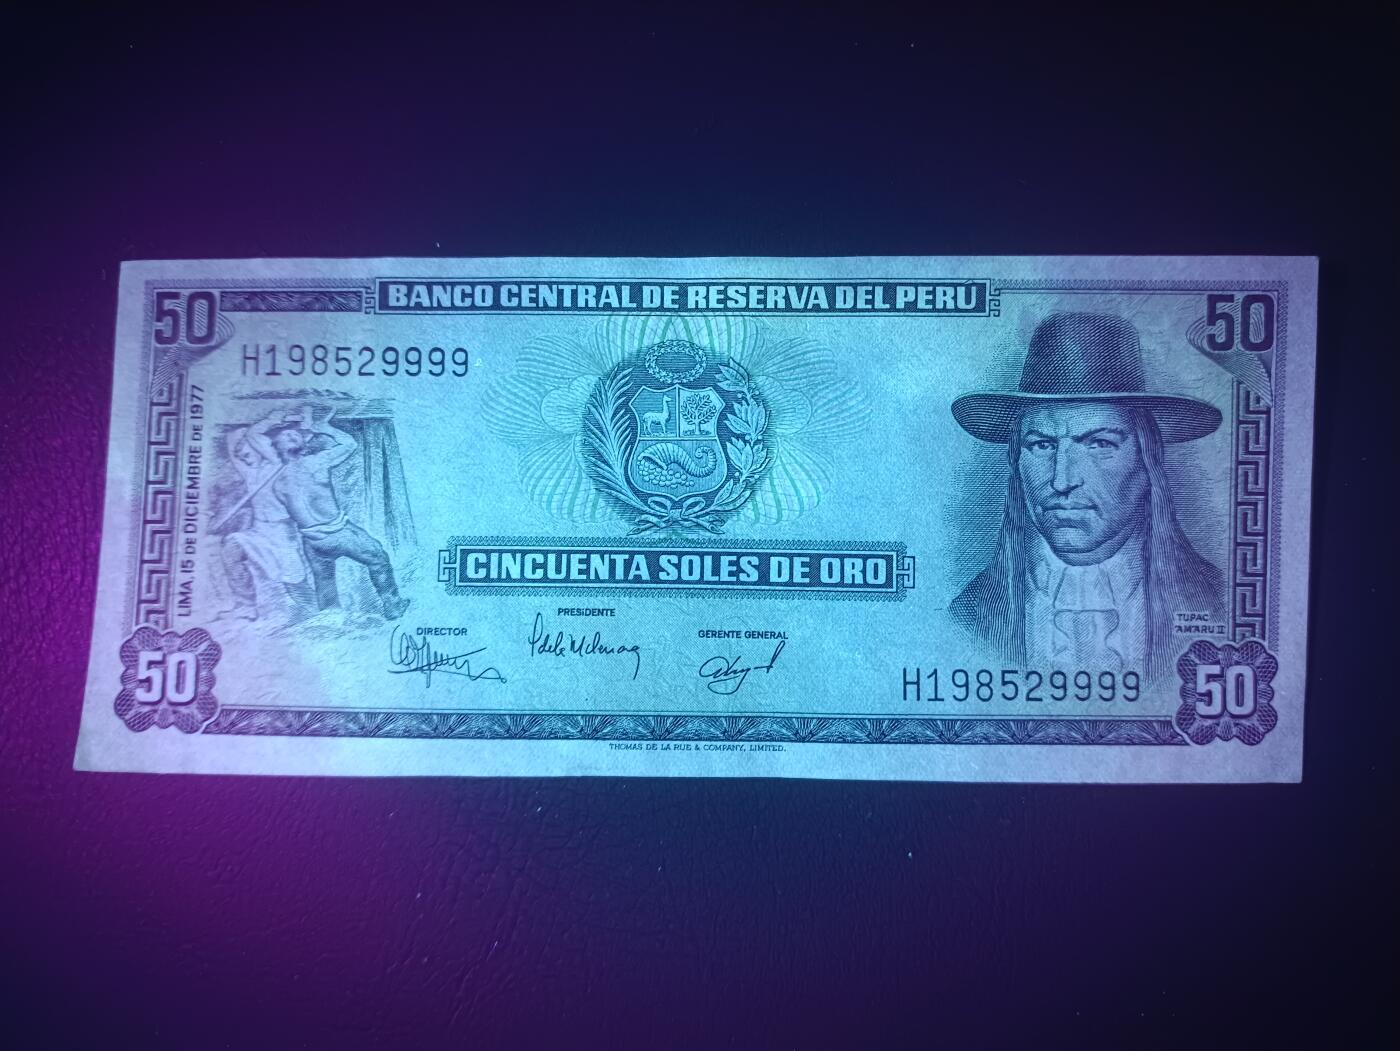 50
BANCO CENTRAL DE RESERVA DEL PERÚ
50
H198529999
LIMA, 15 DE DICIEMBRE DE 1977
CINCUENTA SOLES DE ORO
PRESIDENTE
DIRECTOR
GERENTE GENERAL
TUPAC
AMARU II
50
H198529999
50
THOMAS DE LA RUE & COMPANY, LIMITED.